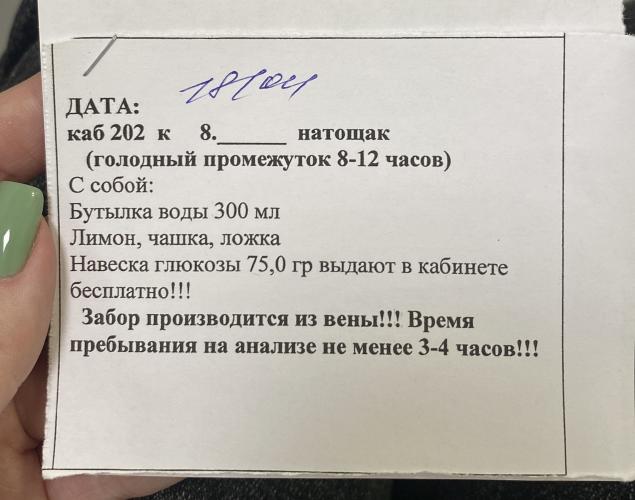 ДАТА: 18/04
каб 202 к 8.______ натощак
(голодный промежуток 8-12 часов)
С собой:
Бутылка воды 300 мл
Лимон, чашка, ложка
Навеска глюкозы 75,0 гр выдают в кабинете
бесплатно!!!
Забор производится из вены!!! Время
пребывания на анализе не менее 3-4 часов!!!